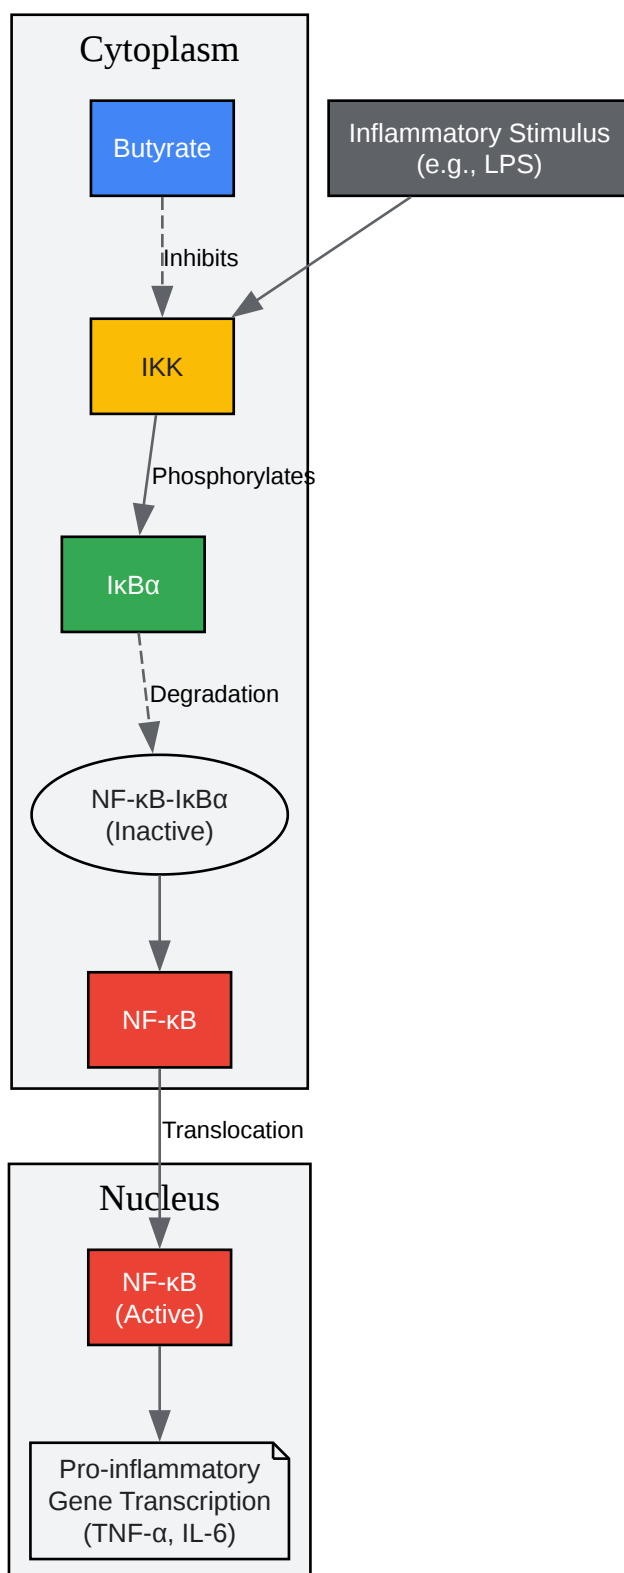 Cytoplasm
Butyrate
Inflammatory Stimulus
(e.g., LPS)
Inhibits
IKK
Phosphorylates
IκBα
Degradation
NF-κB-IκBα
(Inactive)
NF-κB
Translocation
Nucleus
NF-κB
(Active)
Pro-inflammatory
Gene Transcription
(TNF-α, IL-6)